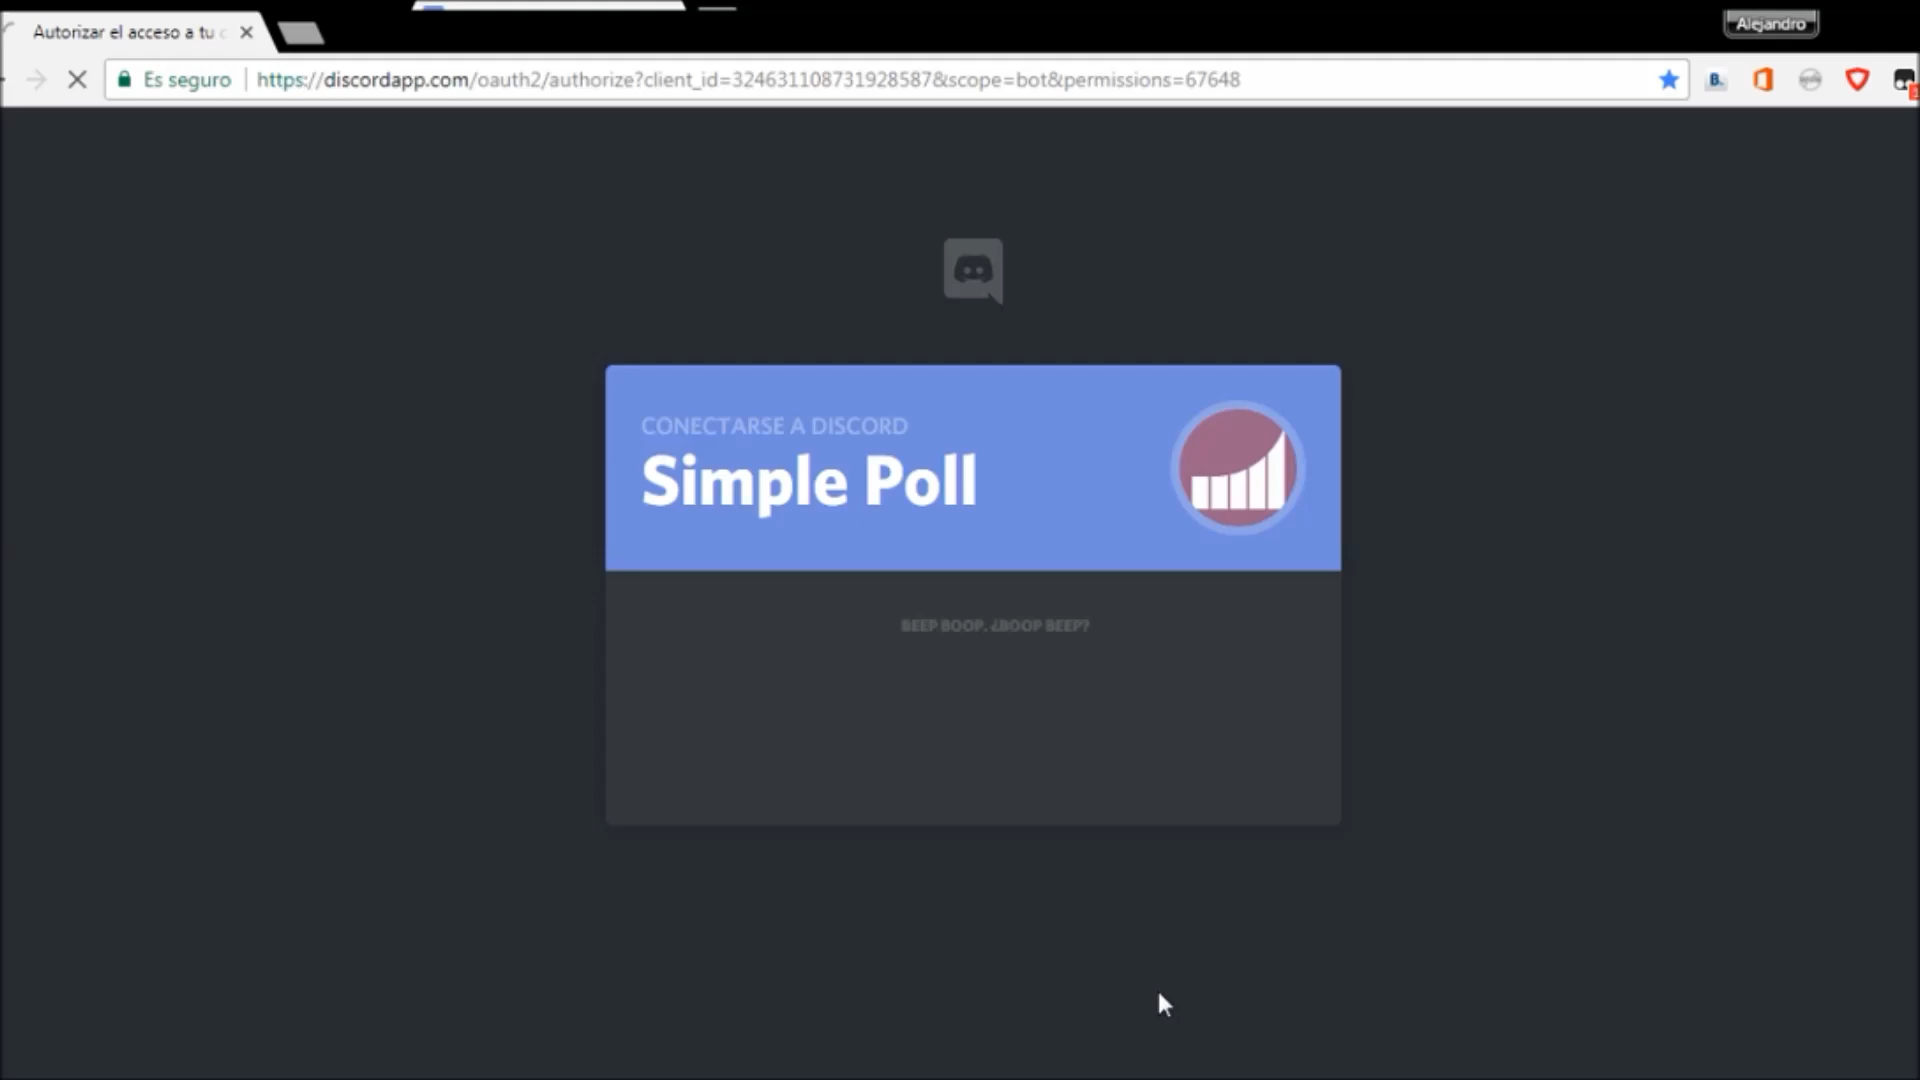 Autorizar el acceso a tu c
Alejandro
Es seguro
https://discordapp.com/oauth2/authorize?client_id=324631108731928587&scope=bot&permissions=67648
B.
CONECTARSE A DISCORD
Simple Poll
BEEP BOOP. ¿BOOP BEEP?